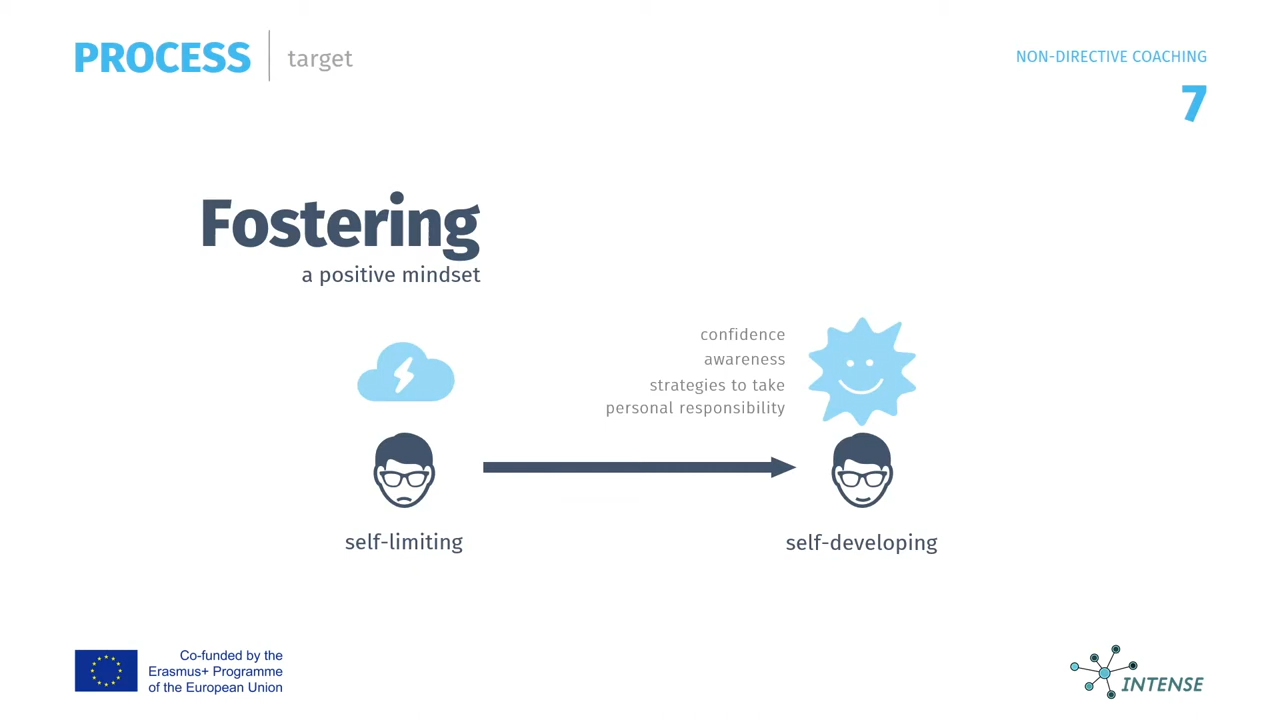 PROCESS
target
NON-DIRECTIVE COACHING
7
Fostering
a positive mindset
confidence
awareness
strategies to take
personal responsibility
self-limiting
self-developing
Co-funded by the
Erasmus+ Programme
of the European Union
INTENSE